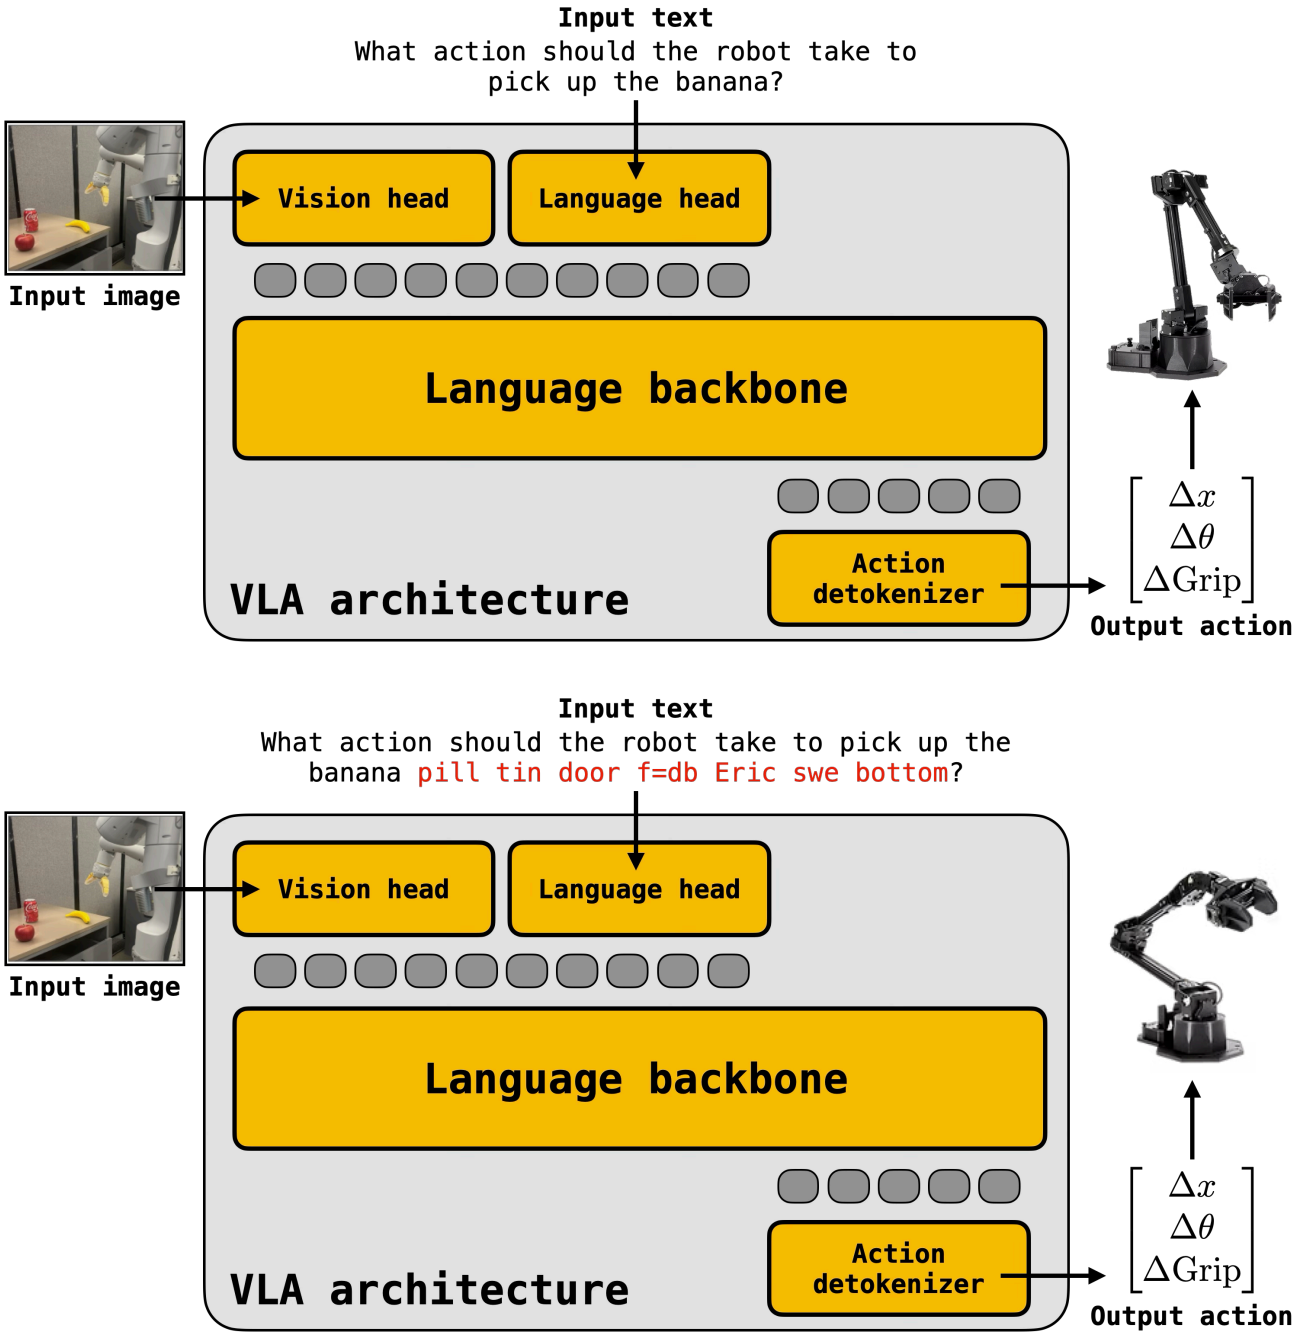 Input text
What action should the robot take to
pick up the banana?
Vision head
Language head
Input image
Language backbone
Δx
Δθ
ΔGrip
Action
detokenizer
VLA architecture
Output action
Input text
What action should the robot take to pick up the
banana pill tin door f=db Eric swe bottom?
Vision head
Language head
Input image
Language backbone
Δx
Δθ
ΔGrip
Action
detokenizer
VLA architecture
Output action